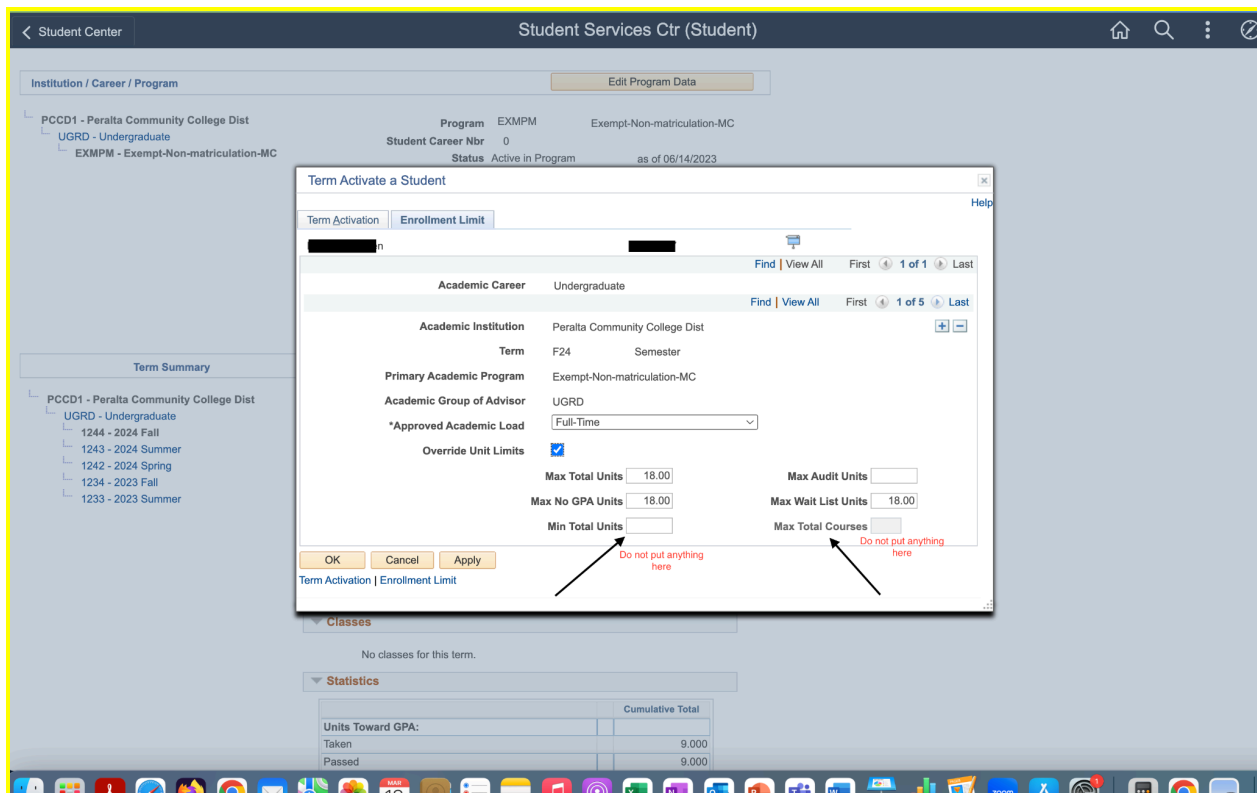 Student Center
Student Services Ctr (Student)
Institution / Career / Program
Edit Program Data
PCCD1 - Peralta Community College Dist
UGRD - Undergraduate
EXMPM - Exempt-Non-matriculation-MC
Program EXMPM Exempt-Non-matriculation-MC
Student Career Nbr 0
Status Active in Program as of 06/14/2023
Term Activate a Student
Help
Term Activation Enrollment Limit
n
Find | View All First 1 of 1 Last
Academic Career Undergraduate
Find | View All First 1 of 5 Last
Academic Institution Peralta Community College Dist
Term F24 Semester
Primary Academic Program Exempt-Non-matriculation-MC
Academic Group of Advisor UGRD
*Approved Academic Load Full-Time
Override Unit Limits
Max Total Units 18.00 Max Audit Units
Max No GPA Units 18.00 Max Wait List Units 18.00
Min Total Units Max Total Courses
Do not put anything
here
Do not put anything
here
OK Cancel Apply
Term Activation | Enrollment Limit
Term Summary
PCCD1 - Peralta Community College Dist
UGRD - Undergraduate
1244 - 2024 Fall
1243 - 2024 Summer
1242 - 2024 Spring
1234 - 2023 Fall
1233 - 2023 Summer
Classes
No classes for this term.
Statistics
Cumulative Total
Units Toward GPA:
Taken 9.000
Passed 9.000
MAR
zoom
1